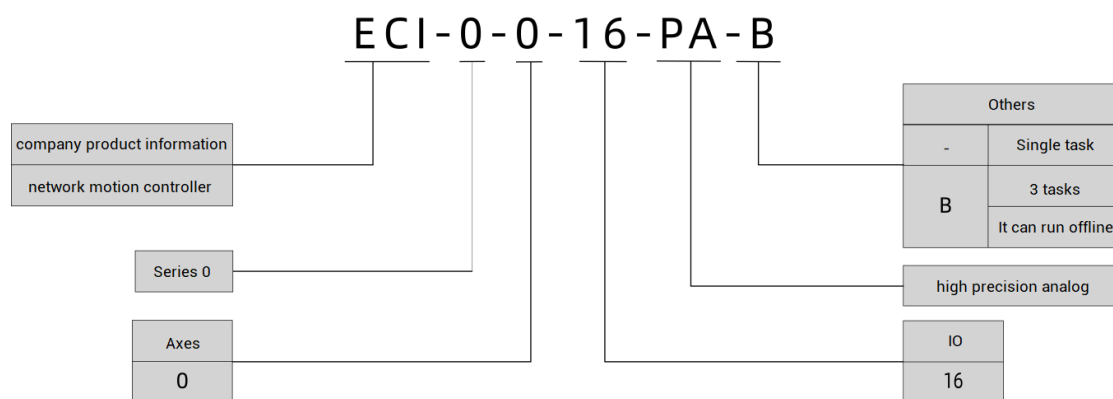 ECI-0-0-16-PA-B
company product information
network motion controller
Series 0
Axes
0
Others
-
Single task
B
3 tasks
It can run offline
high precision analog
IO
16